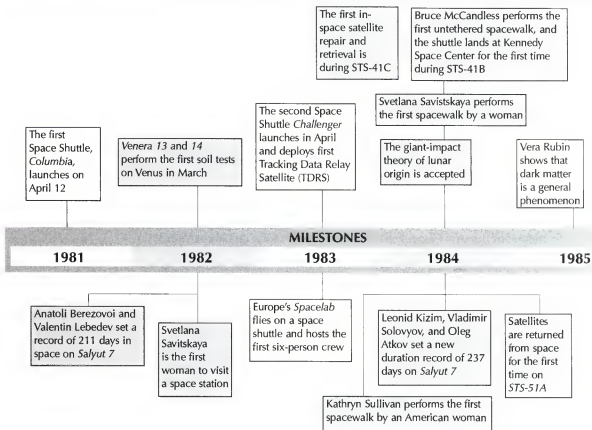 The first in-
space satellite
repair and
retrieval is
during STS-41C
Bruce McCandless performs the
first untethered spacewalk, and
the shuttle lands at Kennedy
Space Center for the first time
during STS-41B
Svetlana Savistskaya performs
the first spacewalk by a woman
The first
Space Shuttle,
Columbia,
launches on
April 12
Venera 13 and 14
perform the first soil tests
on Venus in March
The second Space
Shuttle Challenger
launches in April
and deploys first
Tracking Data Relay
Satellite (TDRS)
The giant-impact
theory of lunar
origin is accepted
Vera Rubin
shows that
dark matter
is a general
phenomenon
MILESTONES
1981 1982 1983 1984 1985
Anatoli Berezovoi and
Valentin Lebedev set a
record of 211 days in
space on Salyut 7
Svetlana
Savitskaya
is the first
woman to visit
a space station
Europe's Spacelab
flies on a space
shuttle and hosts the
first six-person crew
Leonid Kizim, Vladimir
Solovyov, and Oleg
Atkov set a new
duration record of 237
days on Salyut 7
Satellites
are returned
from space
for the first
time on
STS-51A
Kathryn Sullivan performs the first
spacewalk by an American woman